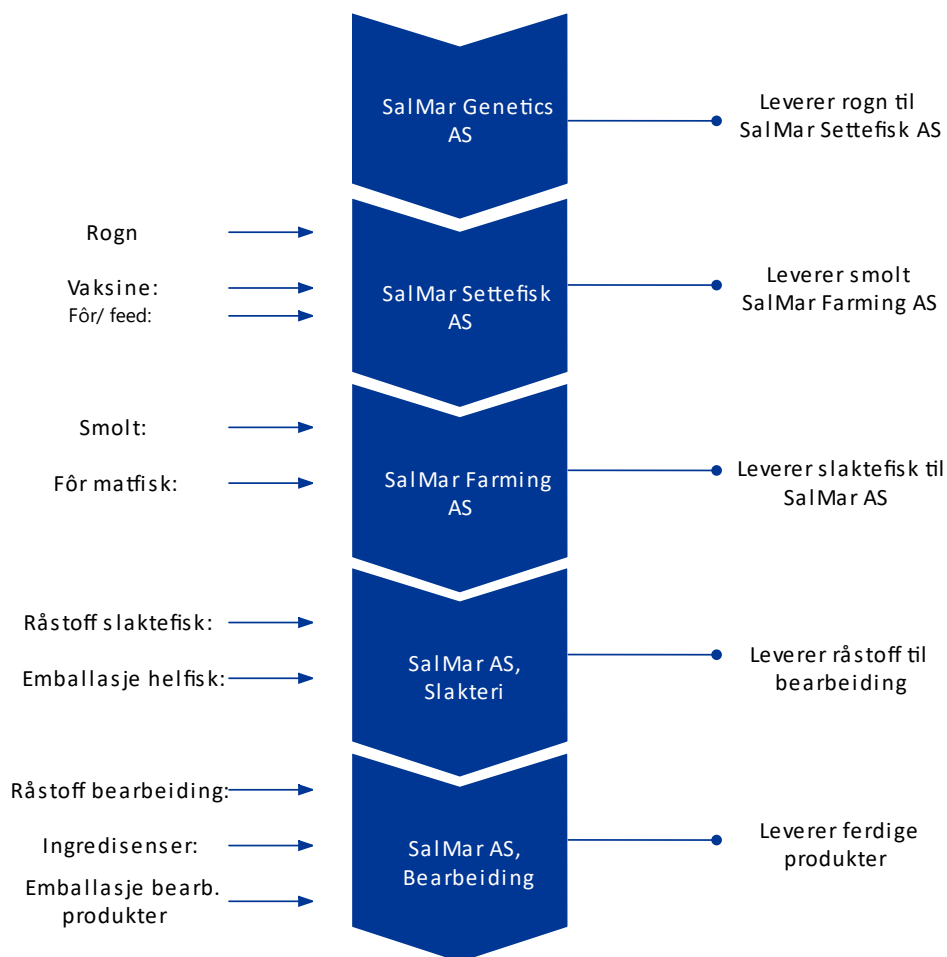 SalMar Genetics
AS
Leverer rogn til
SalMar Settefisk AS
Rogn
Vaksine:
Fôr/ feed:
SalMar Settefisk
AS
Leverer smolt
SalMar Farming AS
Smolt:
Fôr matfisk:
SalMar Farming
AS
Leverer slaktefisk til
SalMar AS
Råstoff slaktefisk:
Emballasje helfisk:
SalMar AS,
Slakteri
Leverer råstoff til
bearbeiding
Råstoff bearbeiding:
Ingredisenser:
Emballasje bearb.
produkter
SalMar AS,
Bearbeiding
Leverer ferdige
produkter